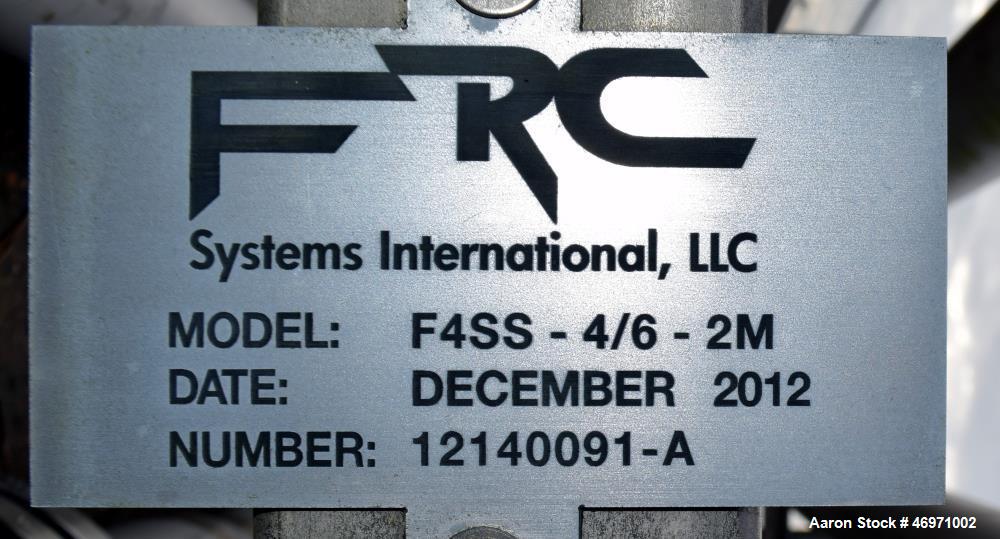 FRC
Systems International, LLC
MODEL: F4SS - 4/6 - 2M
DATE: DECEMBER 2012
NUMBER: 12140091-A
Aaron Stock # 46971002